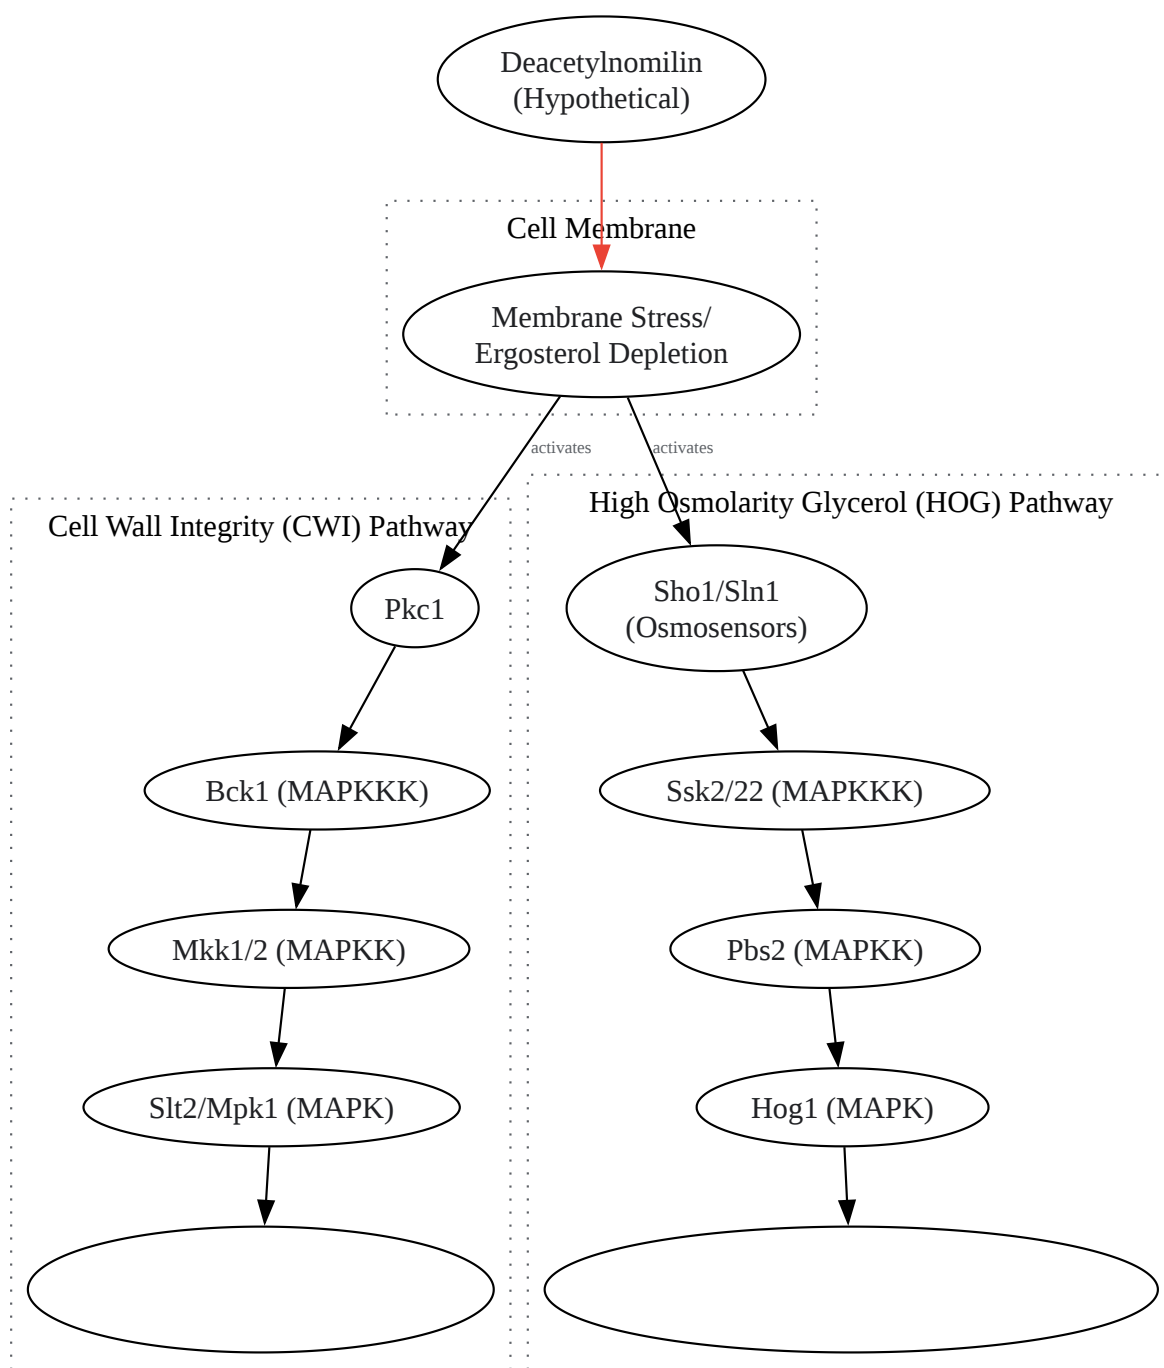 Deacetylnomilin
(Hypothetical)
Cell Membrane
Membrane Stress/
Ergosterol Depletion
activates
activates
Cell Wall Integrity (CWI) Pathway
High Osmolarity Glycerol (HOG) Pathway
Pkc1
Sho1/Sln1
(Osmosensors)
Bck1 (MAPKKK)
Ssk2/22 (MAPKKK)
Mkk1/2 (MAPKK)
Pbs2 (MAPKK)
Slt2/Mpk1 (MAPK)
Hog1 (MAPK)